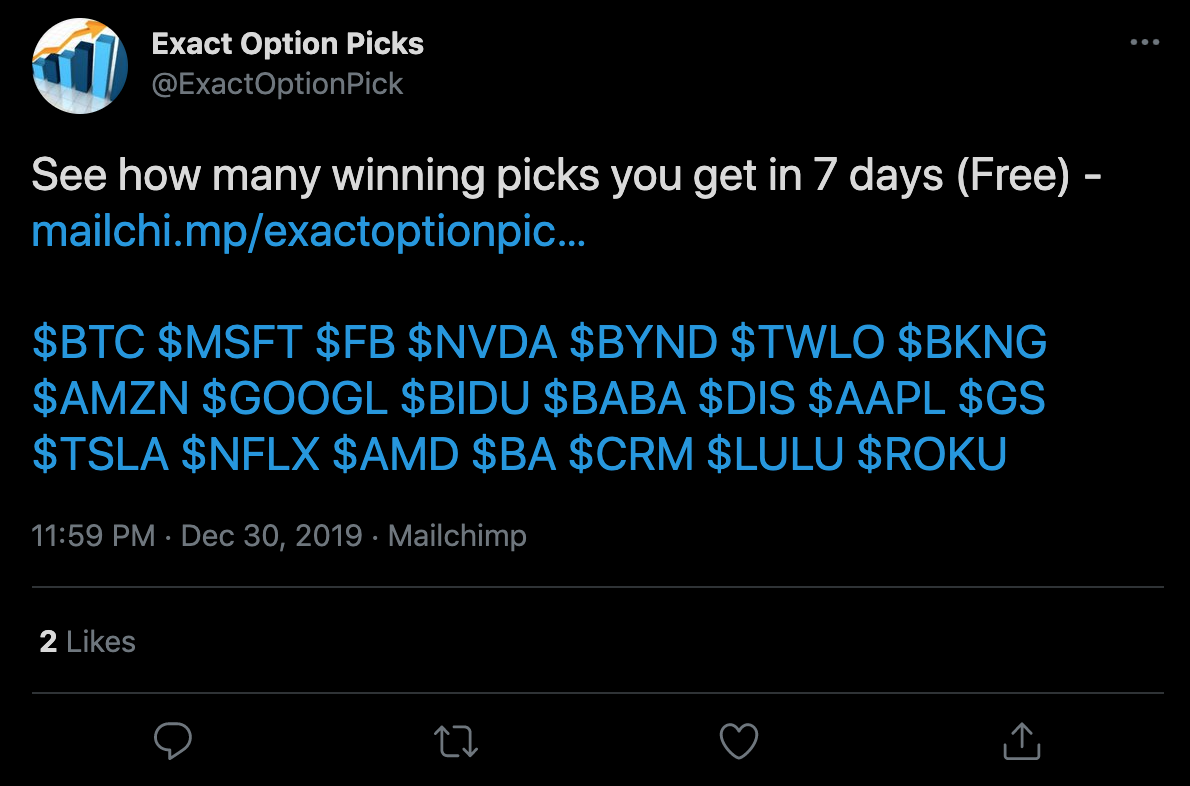 Exact Option Picks
@ExactOptionPick
See how many winning picks you get in 7 days (Free) -
mailchi.mp/exactoptionpic...
$BTC $MSFT $FB $NVDA $BYND $TWLO $BKNG
$AMZN $GOOGL $BIDU $BABA $DIS $AAPL $GS
$TSLA $NFLX $AMD $BA $CRM $LULU $ROKU
11:59 PM · Dec 30, 2019 · Mailchimp
2 Likes